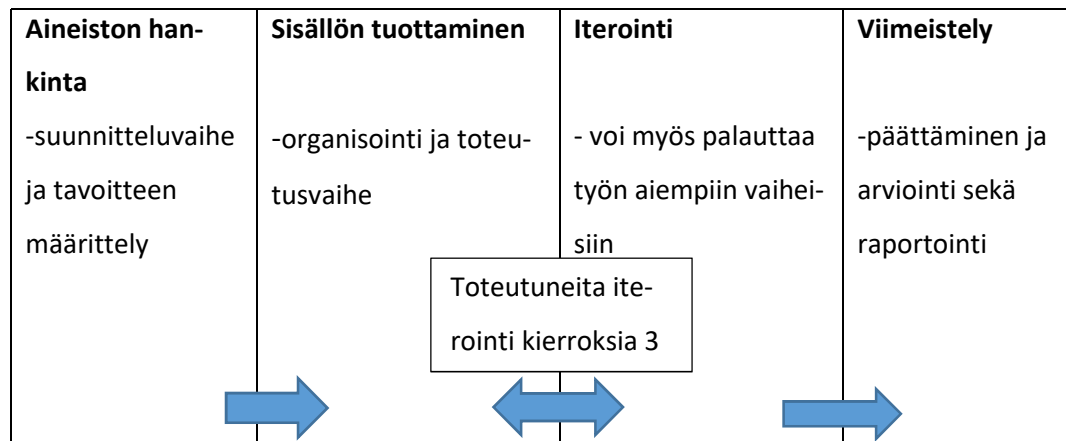 Aineiston han-
kinta
-suunnitteluvaihe
ja tavoitteen
määrittely
Sisällön tuottaminen
-organisointi ja toteu-
tusvaihe
Iterointi
- voi myös palauttaa
työn aiempiin vaihei-
siin
Toteutuneita ite-
rointi kierroksia 3
Viimeistely
-päättäminen ja
arviointi sekä
raportointi